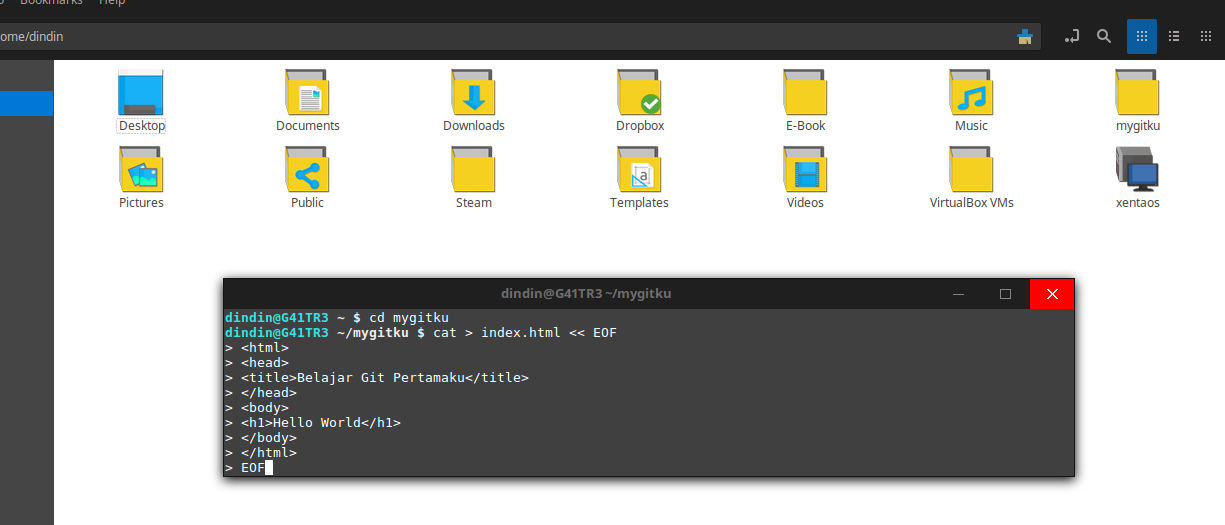 Bookmarks Help
ome/dindin
Desktop Documents Downloads Dropbox E-Book Music mygitku
Pictures Public Steam Templates Videos VirtualBox VMs xentaos
dindin@G41TR3 ~/mygitku
dindin@G41TR3 ~ $ cd mygitku
dindin@G41TR3 ~/mygitku $ cat > index.html << EOF
> <html>
> <head>
> <title>Belajar Git Pertamaku</title>
> </head>
> <body>
> <h1>Hello World</h1>
> </body>
> </html>
> EOF